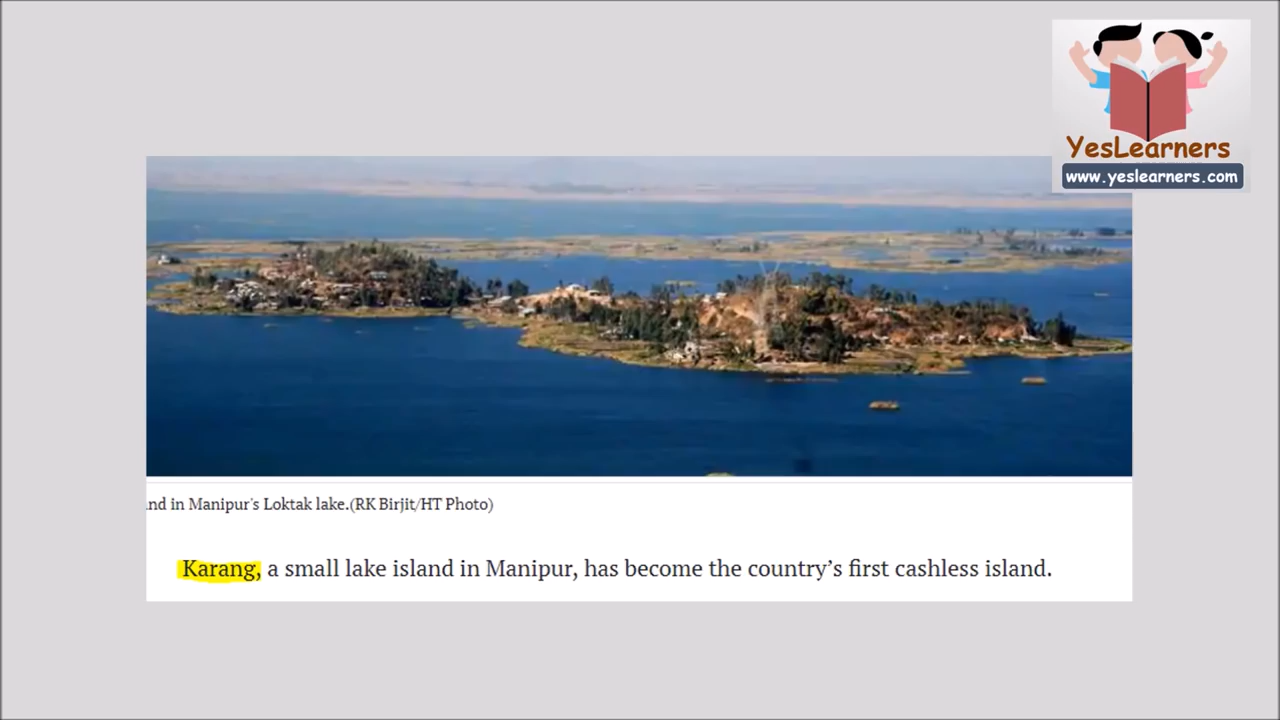 YesLearners
www.yeslearners.com
nd in Manipur's Loktak lake.(RK Birjit/HT Photo)
Karang, a small lake island in Manipur, has become the country’s first cashless island.